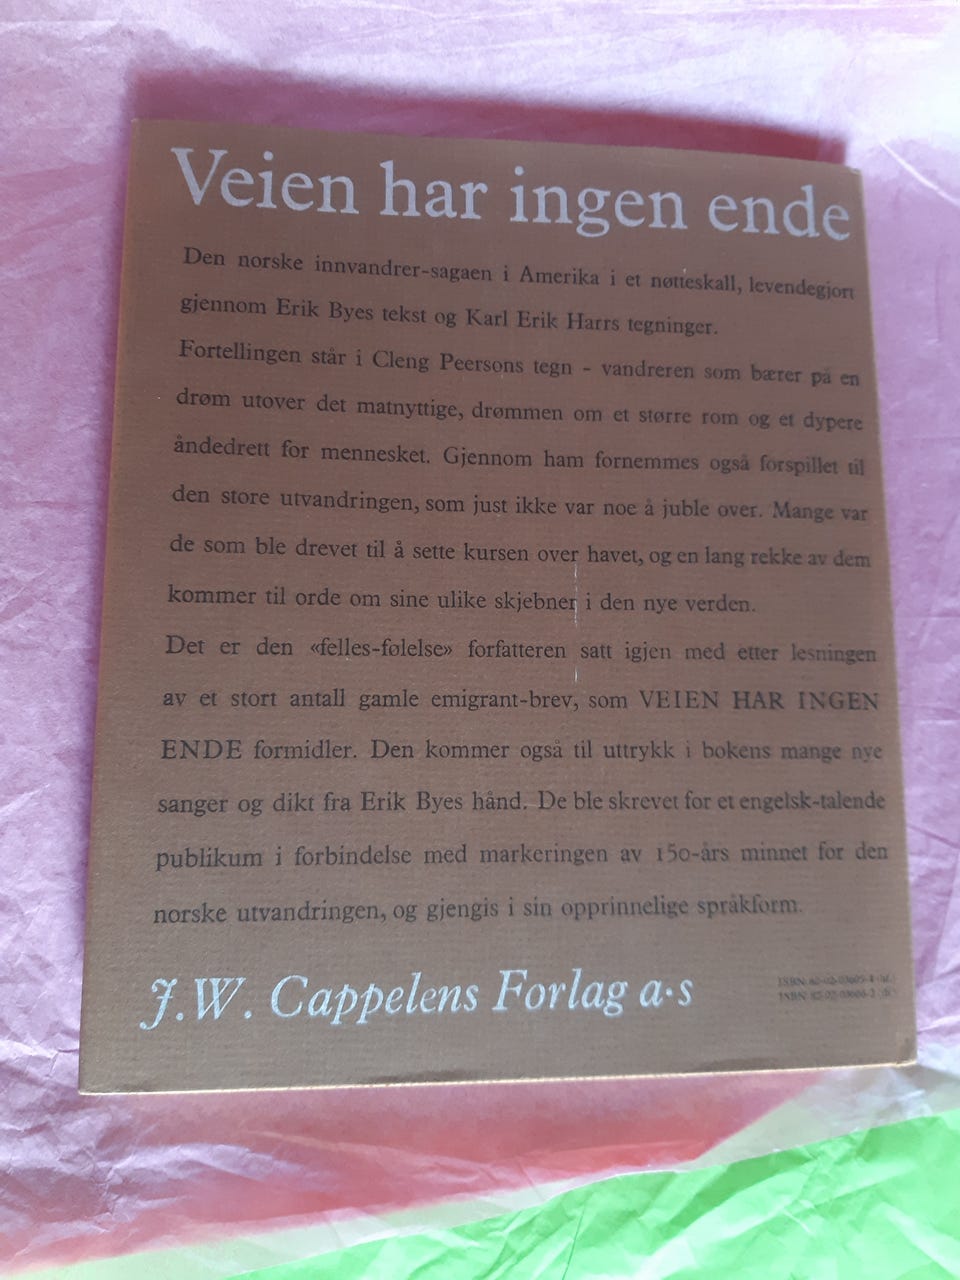 Veien har ingen ende
Den norske innvandrer-sagaen i Amerika i et nøtteskall, levendegjort
gjennom Erik Byes tekst og Karl Erik Harrs tegninger.
Fortellingen står i Cleng Peersons tegn – vandreren som bærer på en
drøm utover det matnyttige, drømmen om et større rom og et dypere
åndedrett for mennesket. Gjennom ham fornemmes også forspillet til
den store utvandringen, som just ikke var noe å juble over. Mange var
de som ble drevet til å sette kursen over havet, og en lang rekke av dem
kommer til orde om sine ulike skjebner i den nye verden.
Det er den «felles-følelse» forfatteren satt igjen med etter lesningen
av et stort antall gamle emigrant-brev, som VEIEN HAR INGEN
ENDE formidler. Den kommer også til uttrykk i bokens mange nye
sanger og dikt fra Erik Byes hånd. De ble skrevet for et engelsk-talende
publikum i forbindelse med markeringen av 150-års minnet for den
norske utvandringen, og gjengis i sin opprinnelige språkform.
J.W. Cappelens Forlag a·s
ISBN
ISBN